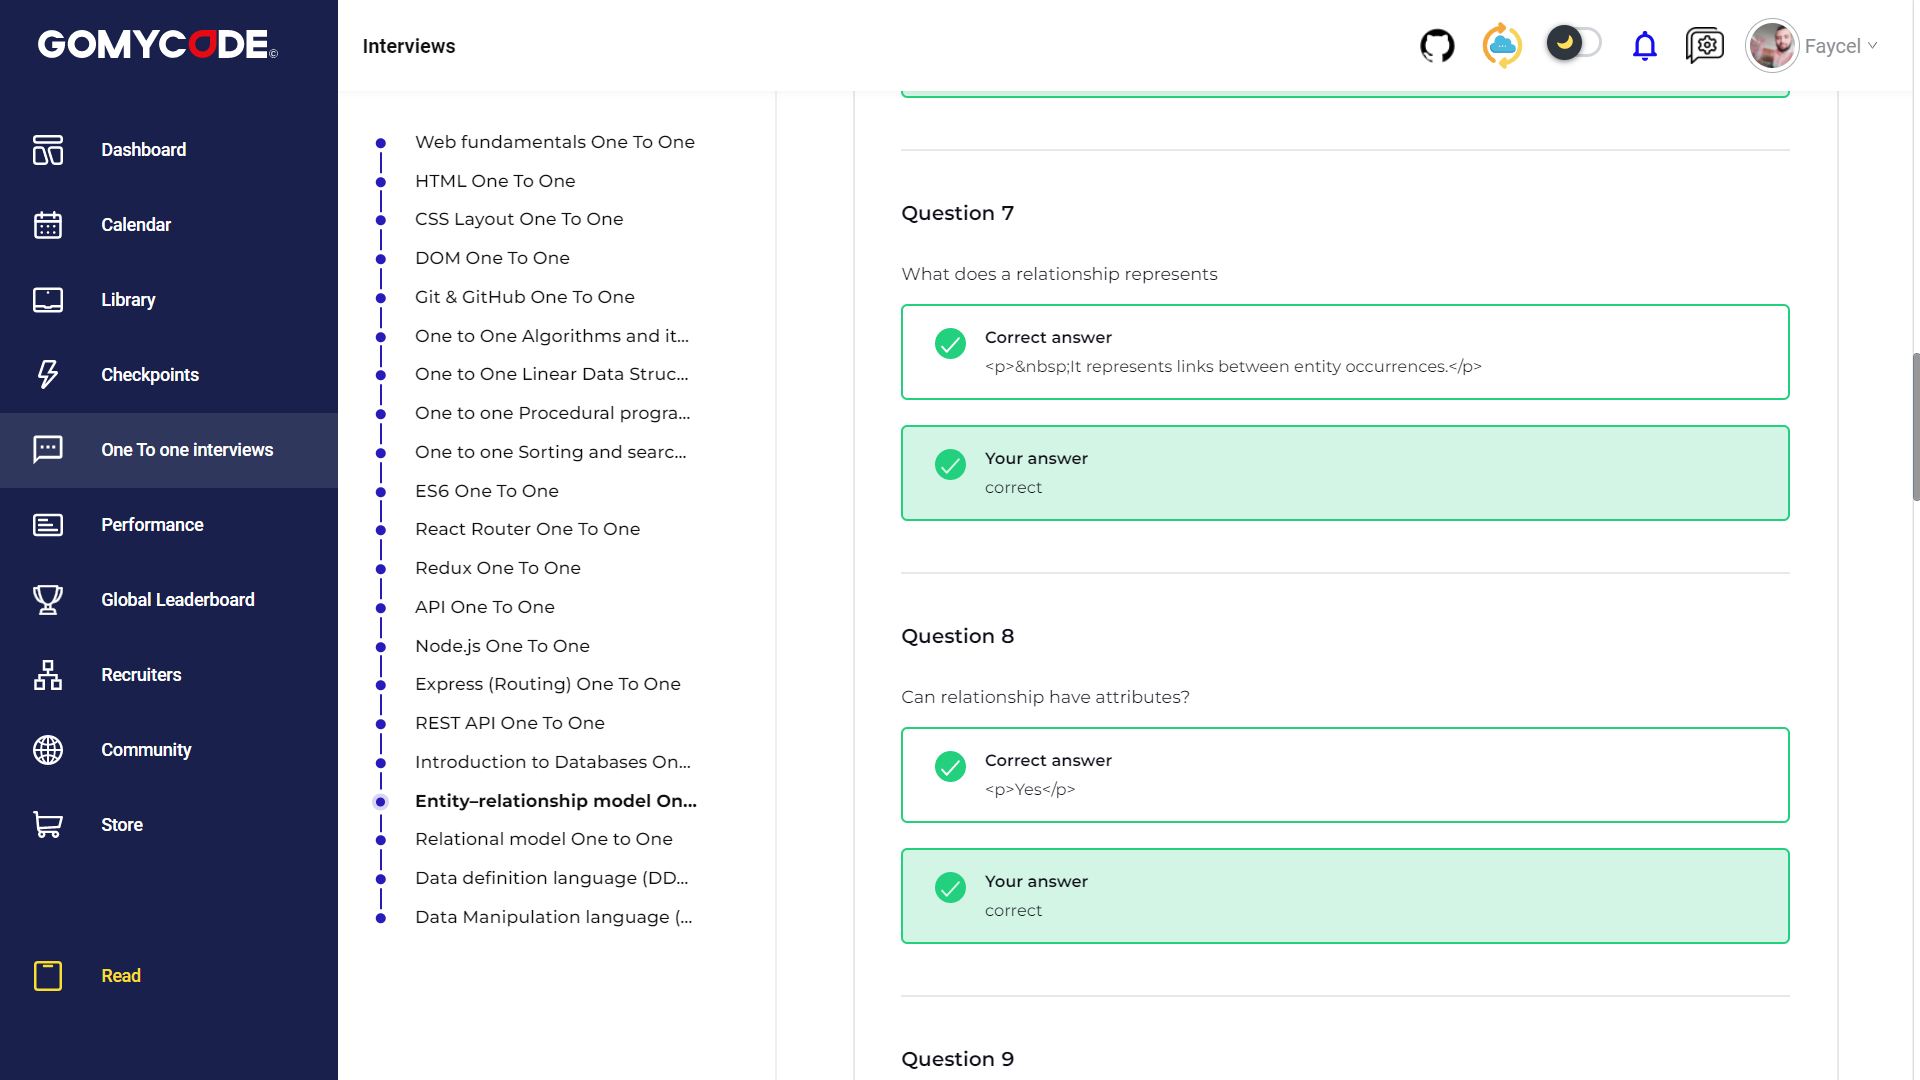 GOMYCODE©
Interviews
Faycel
Dashboard
Calendar
Library
Checkpoints
One To one interviews
Performance
Global Leaderboard
Recruiters
Community
Store
Read
Web fundamentals One To One
HTML One To One
CSS Layout One To One
DOM One To One
Git & GitHub One To One
One to One Algorithms and it...
One to One Linear Data Struc...
One to one Procedural progra...
One to one Sorting and searc...
ES6 One To One
React Router One To One
Redux One To One
API One To One
Node.js One To One
Express (Routing) One To One
REST API One To One
Introduction to Databases On...
Entity–relationship model On...
Relational model One to One
Data definition language (DD...
Data Manipulation language (...
Question 7
What does a relationship represents
Correct answer
<p>&nbsp;It represents links between entity occurrences.</p>
Your answer
correct
Question 8
Can relationship have attributes?
Correct answer
<p>Yes</p>
Your answer
correct
Question 9